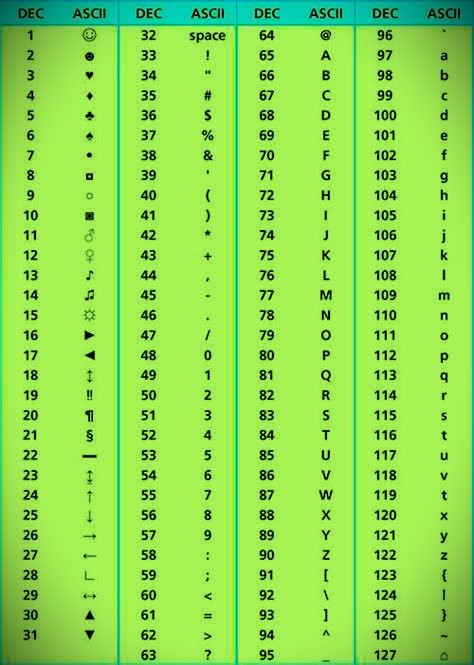 DEC ASCII DEC ASCII DEC ASCII DEC ASCII
1 ☺ 32 space 64 @ 96 `
2 ☻ 33 ! 65 A 97 a
3 ♥ 34 " 66 B 98 b
4 ♦ 35 # 67 C 99 c
5 ♣ 36 $ 68 D 100 d
6 ♠ 37 % 69 E 101 e
7 • 38 & 70 F 102 f
8 ◘ 39 ' 71 G 103 g
9 ○ 40 ( 72 H 104 h
10 ◙ 41 ) 73 I 105 i
11 ♂ 42 * 74 J 106 j
12 ♀ 43 + 75 K 107 k
13 ♪ 44 , 76 L 108 l
14 ♫ 45 - 77 M 109 m
15 ☼ 46 . 78 N 110 n
16 ► 47 / 79 O 111 o
17 ◄ 48 0 80 P 112 p
18 ↕ 49 1 81 Q 113 q
19 ‼ 50 2 82 R 114 r
20 ¶ 51 3 83 S 115 s
21 § 52 4 84 T 116 t
22 ▬ 53 5 85 U 117 u
23 ↨ 54 6 86 V 118 v
24 ↑ 55 7 87 W 119 t
25 ↓ 56 8 88 X 120 x
26 → 57 9 89 Y 121 y
27 ← 58 : 90 Z 122 z
28 ∟ 59 ; 91 [ 123 {
29 ↔ 60 < 92 \ 124 |
30 ▲ 61 = 93 ] 125 }
31 ▼ 62 > 94 ^ 126 ~
63 ? 95 _ 127 ⌂